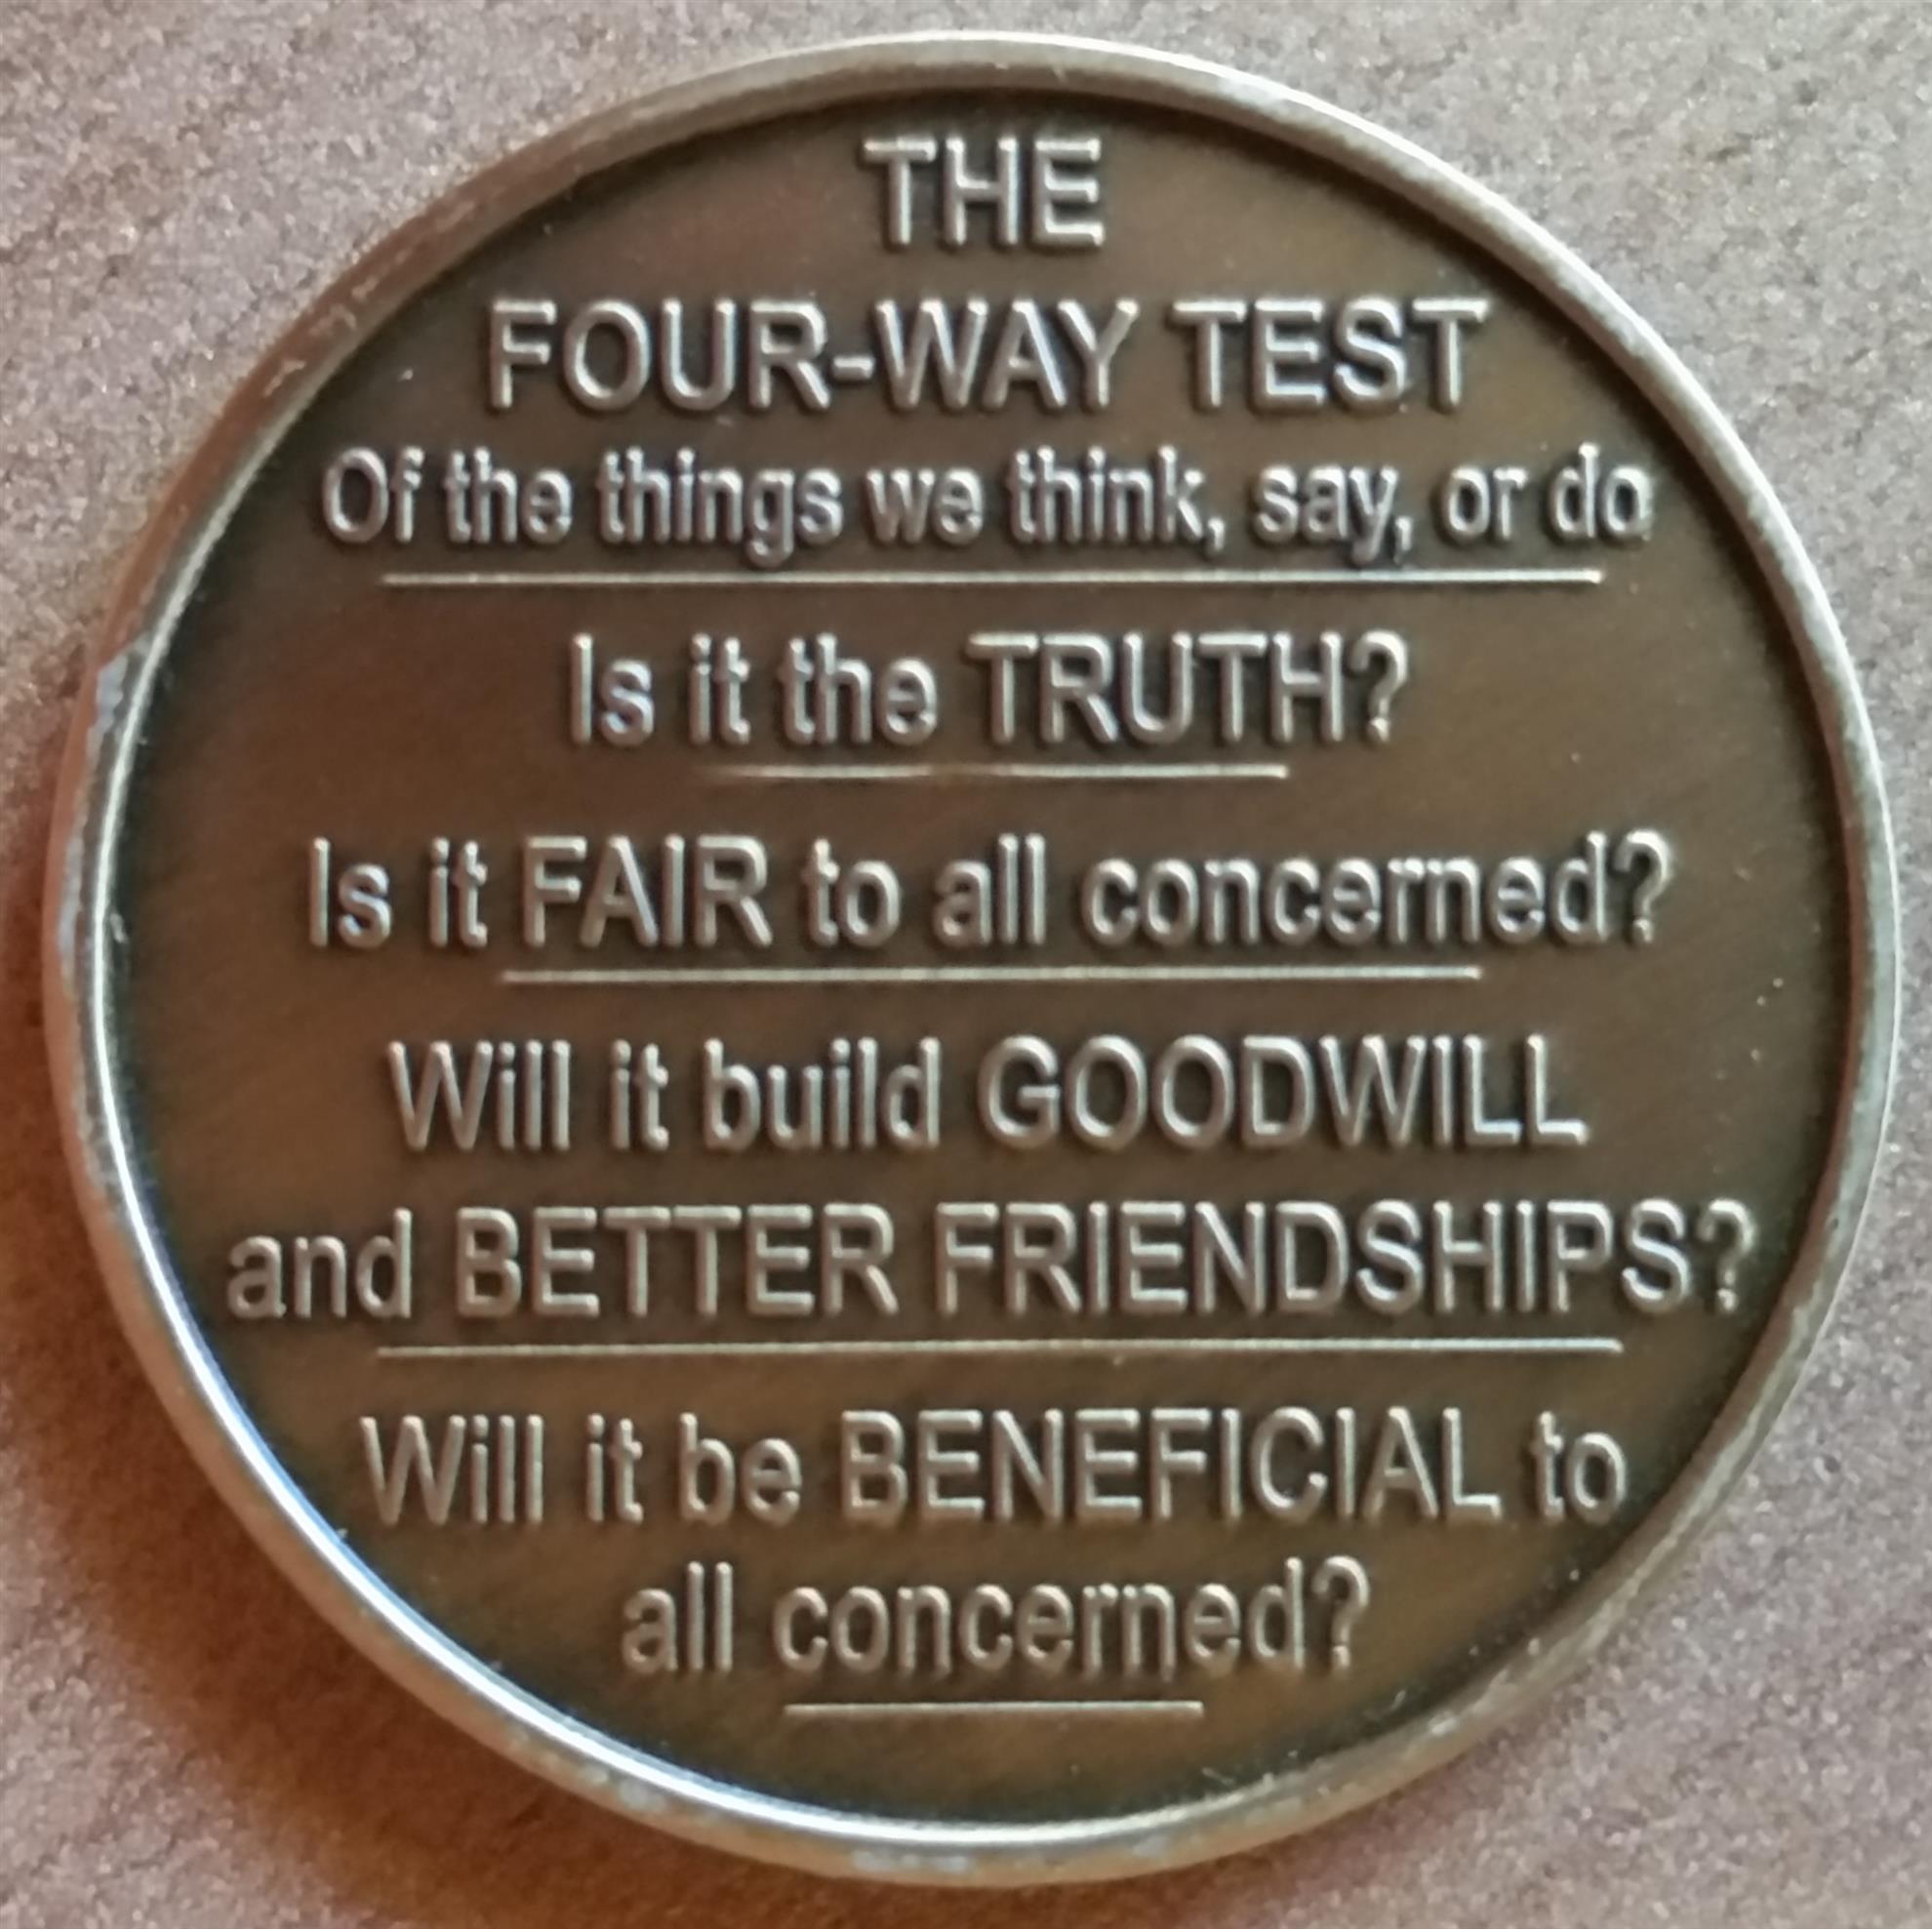 THE
FOUR-WAY TEST
Of the things we think, say, or do
Is it the TRUTH?
Is it FAIR to all concerned?
Will it build GOODWILL
and BETTER FRIENDSHIPS?
Will it be BENEFICIAL to
all concerned?